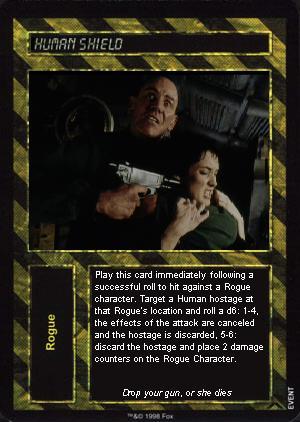 HUMAN SHIELD
Play this card immediately following a
successful roll to hit against a Rogue
character. Target a Human hostage at
that Rogue's location and roll a d6: 1-4,
the effects of the attack are canceled
and the hostage is discarded, 5-6:
discard the hostage and place 2 damage
counters on the Rogue Character.
Rogue
Drop your gun, or she dies
™&© 1998 Fox
EVENT